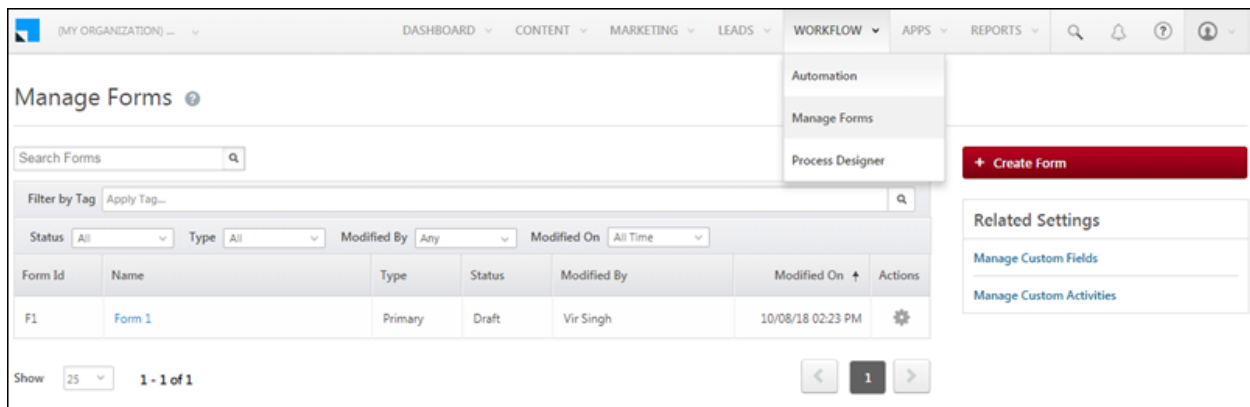 (MY ORGANIZATION) ... DASHBOARD CONTENT MARKETING LEADS WORKFLOW APPS REPORTS ?
Automation
Manage Forms ?
Manage Forms
Search Forms
Process Designer
+ Create Form
Filter by Tag Apply Tag...
Related Settings
Status All Type All Modified By Any Modified On All Time
Manage Custom Fields
Form Id Name Type Status Modified By Modified On Actions
Manage Custom Activities
F1 Form 1 Primary Draft Vir Singh 10/08/18 02:23 PM
Show 25 1 - 1 of 1 < 1 >